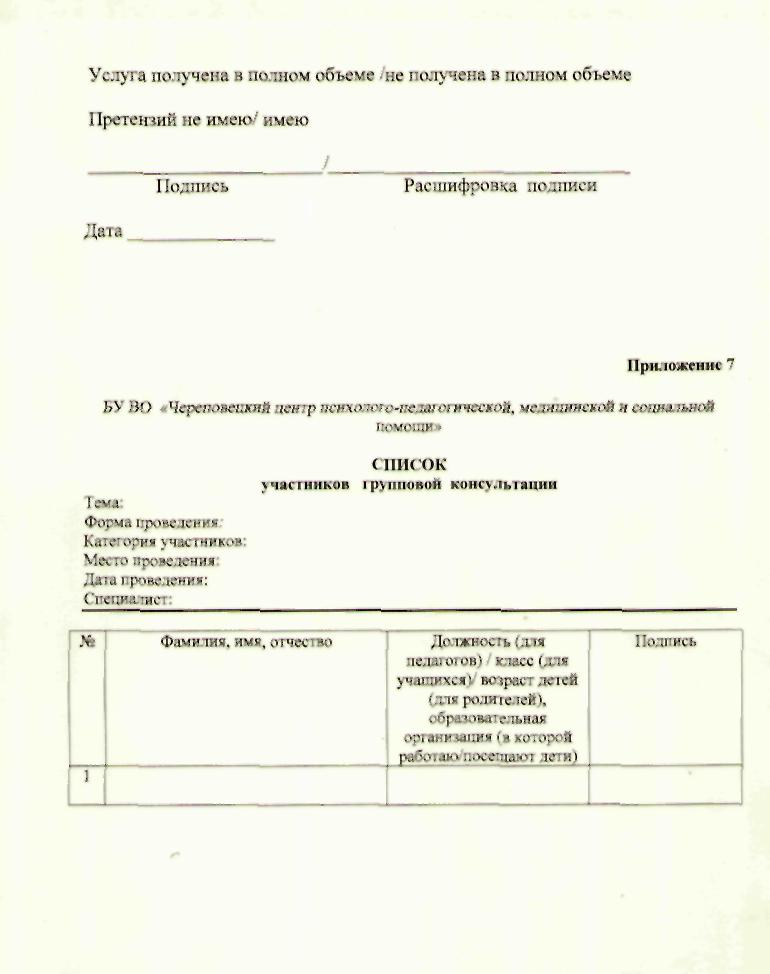 Услуга получена в полном объеме /не получена в полном объеме
Претензий не имею/ имею
_________________________/________________________________
Подпись Расшифровка подписи
Дата ________________
Приложение 7
БУ ВО «Череповецкий центр психолого-педагогической, медицинской и социальной
помощи»
СПИСОК
участников групповой консультации
Тема:
Форма проведения:
Категория участников:
Место проведения:
Дата проведения:
Специалист:
№ Фамилия, имя, отчество Должность (для Подпись
педагогов) / класс (для
учащихся)/ возраст детей
(для родителей),
образовательная
организация (в которой
работаю/посещают дети)
1